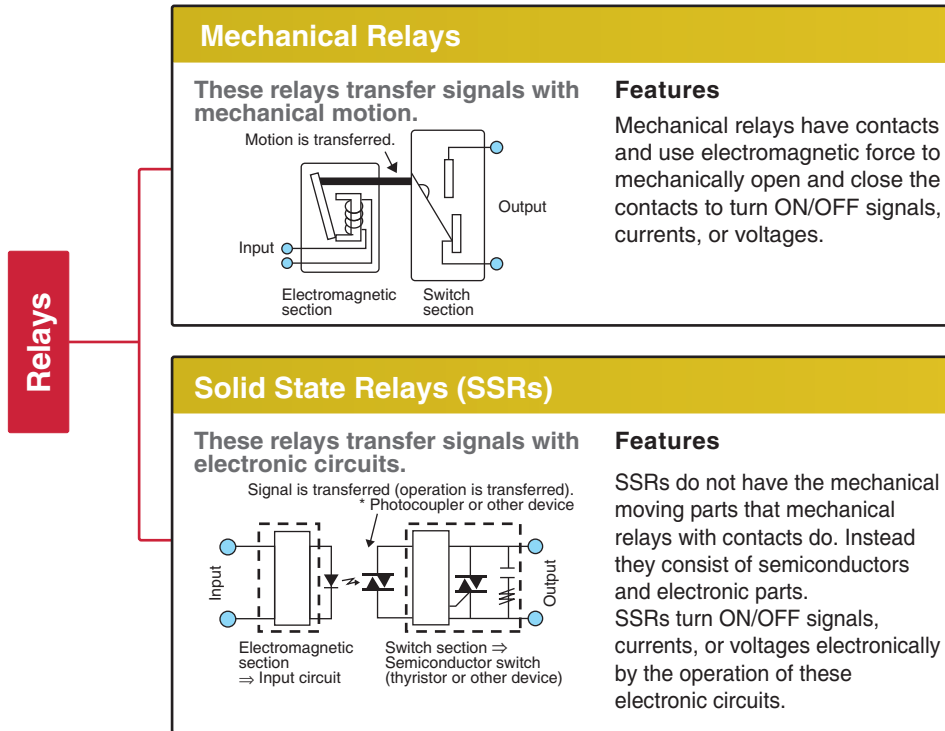 Relays
Mechanical Relays
These relays transfer signals with
mechanical motion.
Motion is transferred.
Input
Output
Electromagnetic
section
Switch
section
Features
Mechanical relays have contacts
and use electromagnetic force to
mechanically open and close the
contacts to turn ON/OFF signals,
currents, or voltages.
Solid State Relays (SSRs)
These relays transfer signals with
electronic circuits.
Signal is transferred (operation is transferred).
* Photocoupler or other device
Input
Output
Electromagnetic
section
⇒ Input circuit
Switch section ⇒
Semiconductor switch
(thyristor or other device)
Features
SSRs do not have the mechanical
moving parts that mechanical
relays with contacts do. Instead
they consist of semiconductors
and electronic parts.
SSRs turn ON/OFF signals,
currents, or voltages electronically
by the operation of these
electronic circuits.